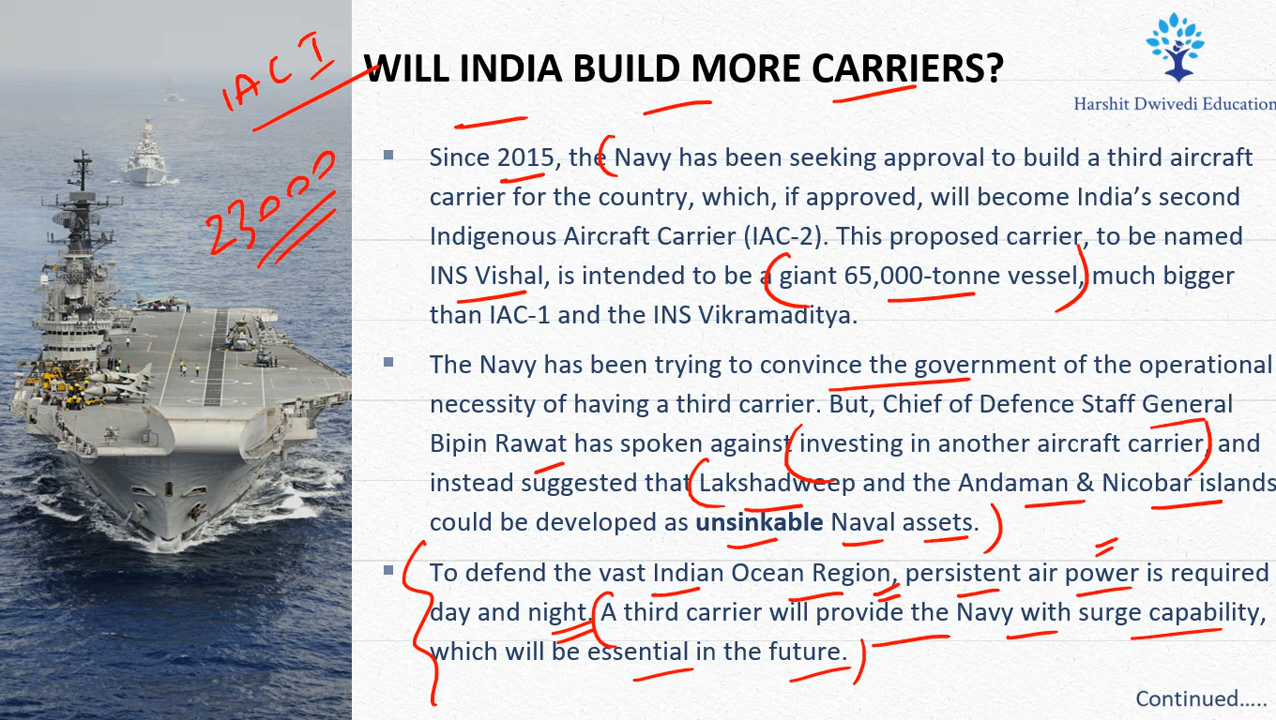 IAC I
23000
WILL INDIA BUILD MORE CARRIERS?
Harshit Dwivedi Education
Since 2015, the Navy has been seeking approval to build a third aircraft
carrier for the country, which, if approved, will become India’s second
Indigenous Aircraft Carrier (IAC-2). This proposed carrier, to be named
INS Vishal, is intended to be a giant 65,000-tonne vessel, much bigger
than IAC-1 and the INS Vikramaditya.
The Navy has been trying to convince the government of the operational
necessity of having a third carrier. But, Chief of Defence Staff General
Bipin Rawat has spoken against investing in another aircraft carrier, and
instead suggested that Lakshadweep and the Andaman & Nicobar islands
could be developed as unsinkable Naval assets.
To defend the vast Indian Ocean Region, persistent air power is required
day and night. A third carrier will provide the Navy with surge capability,
which will be essential in the future.
Continued.....